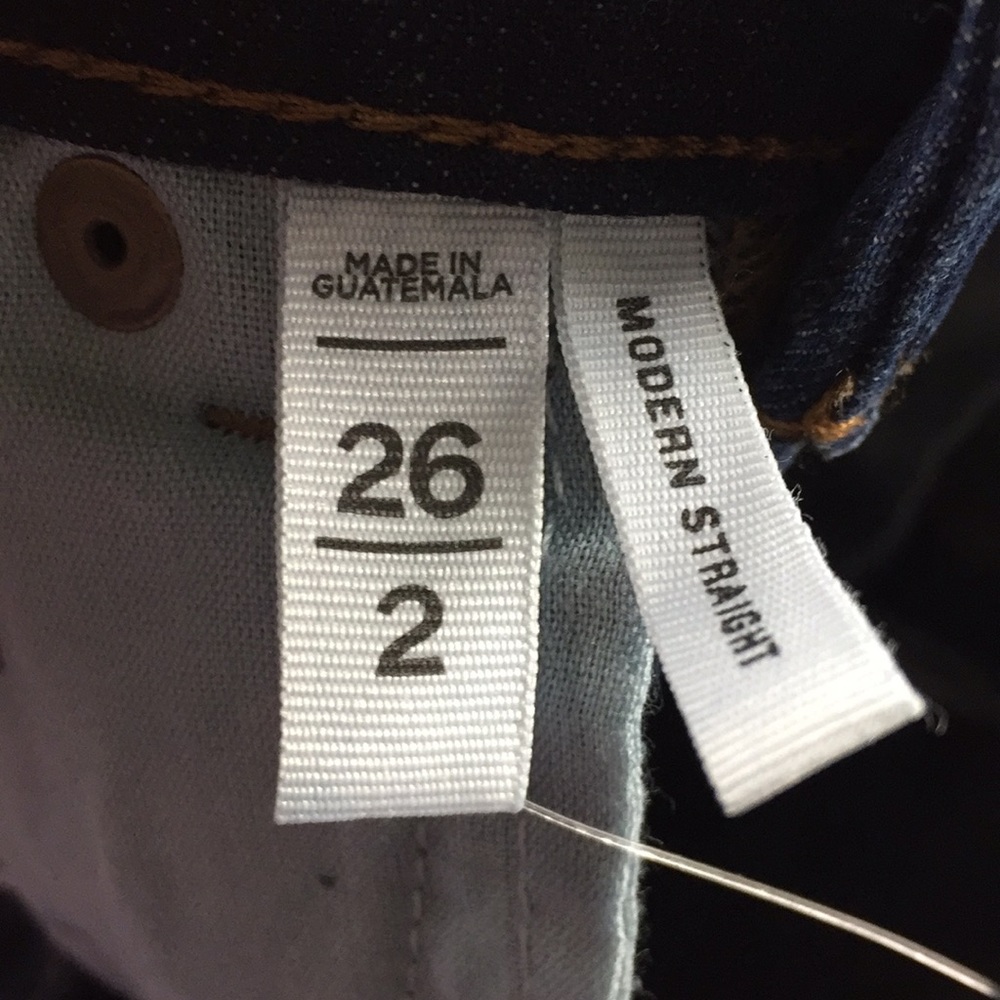 MADE IN
GUATEMALA
26
2
MODERN STRAIGHT